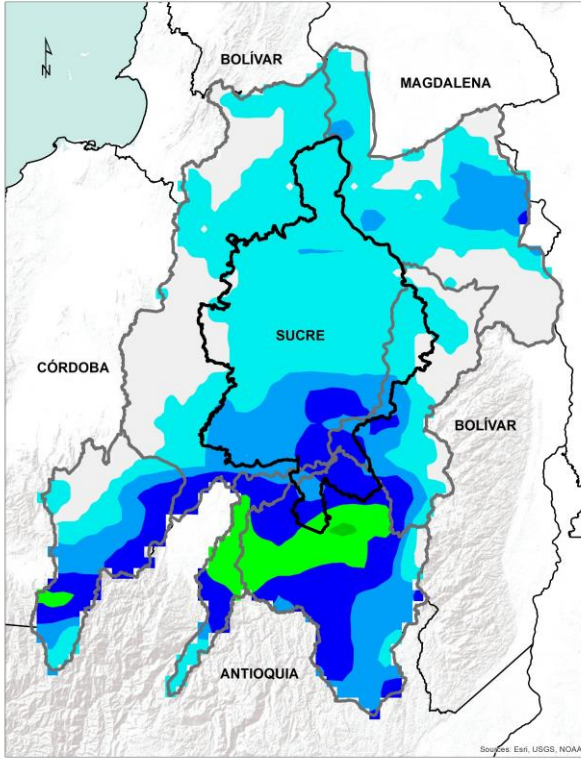 BOLÍVAR
N
MAGDALENA
SUCRE
CÓRDOBA
BOLÍVAR
ANTIOQUIA
Sources: Esri, USGS, NOAA